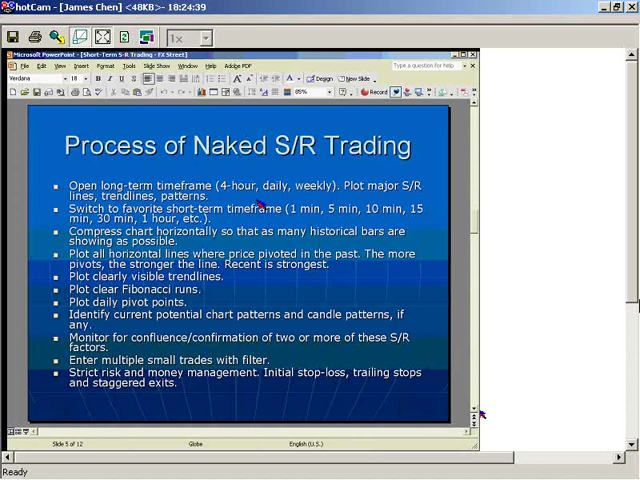 hotCam - [James Chen] <48KB>- 18:24:39
1x
Microsoft PowerPoint - [Short-Term S-R Trading - FX Street]
File Edit View Insert Format Tools Slide Show Window Help Adobe PDF
Type a question for help
Verdana 18 B I U S A A A Design New Slide
85% Record
Process of Naked S/R Trading
Open long-term timeframe (4-hour, daily, weekly). Plot major S/R
lines, trendlines, patterns.
Switch to favorite short-term timeframe (1 min, 5 min, 10 min, 15
min, 30 min, 1 hour, etc.).
Compress chart horizontally so that as many historical bars are
showing as possible.
Plot all horizontal lines where price pivoted in the past. The more
pivots, the stronger the line. Recent is strongest.
Plot clearly visible trendlines.
Plot clear Fibonacci runs.
Plot daily pivot points.
Identify current potential chart patterns and candle patterns, if
any.
Monitor for confluence/confirmation of two or more of these S/R
factors.
Enter multiple small trades with filter.
Strict risk and money management. Initial stop-loss, trailing stops
and staggered exits.
Slide 5 of 12 Globe English (U.S.)
Ready